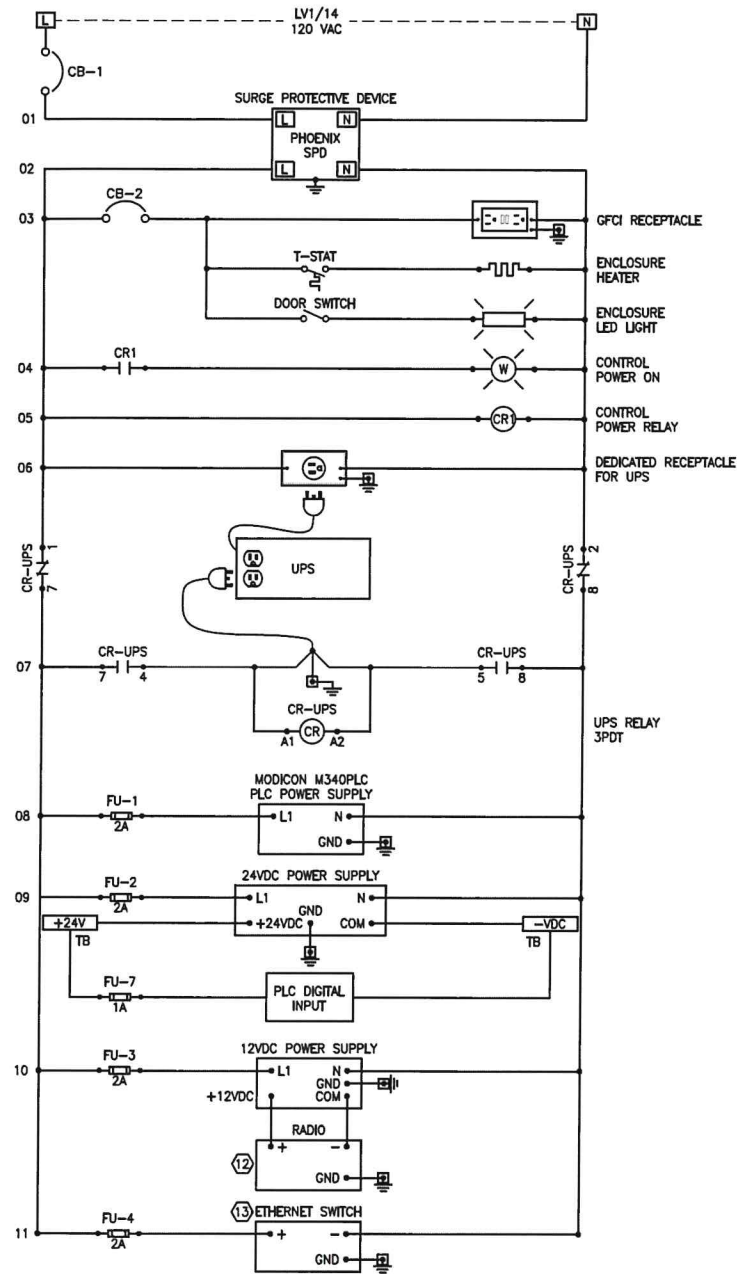 LV1/14
L N
120 VAC
CB-1
SURGE PROTECTIVE DEVICE
01 L N
PHOENIX
SPD
02 L N
CB-2
03 GFCI RECEPTACLE
T-STAT
ENCLOSURE
HEATER
DOOR SWITCH
ENCLOSURE
LED LIGHT
CR1
04 W CONTROL
POWER ON
05 CR1 CONTROL
POWER RELAY
06 DEDICATED RECEPTACLE
FOR UPS
CR-UPS
1
7
UPS
CR-UPS
2
8
07
CR-UPS
7 4
CR-UPS
5 8
CR-UPS
A1 CR A2
UPS RELAY
3PDT
MODICON M340PLC
PLC POWER SUPPLY
08 FU-1
2A
L1 N
GND
24VDC POWER SUPPLY
09 FU-2
2A
L1 N
GND
+24VDC COM
+24V
TB
-VDC
TB
FU-7
1A
PLC DIGITAL
INPUT
12VDC POWER SUPPLY
10 FU-3
2A
L1 N
GND
+12VDC COM
RADIO
12 + -
GND
13 ETHERNET SWITCH
11 FU-4
2A
+ -
GND